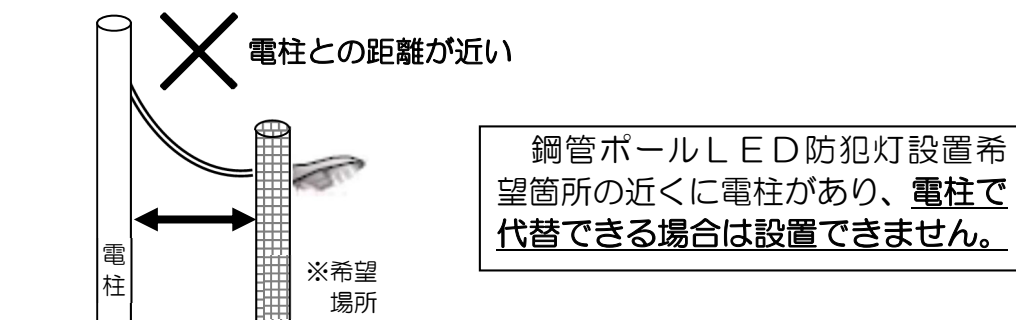 電柱との距離が近い
電柱
※希望
場所
鋼管ポールＬＥＤ防犯灯設置希
望箇所の近くに電柱があり、電柱で
代替できる場合は設置できません。